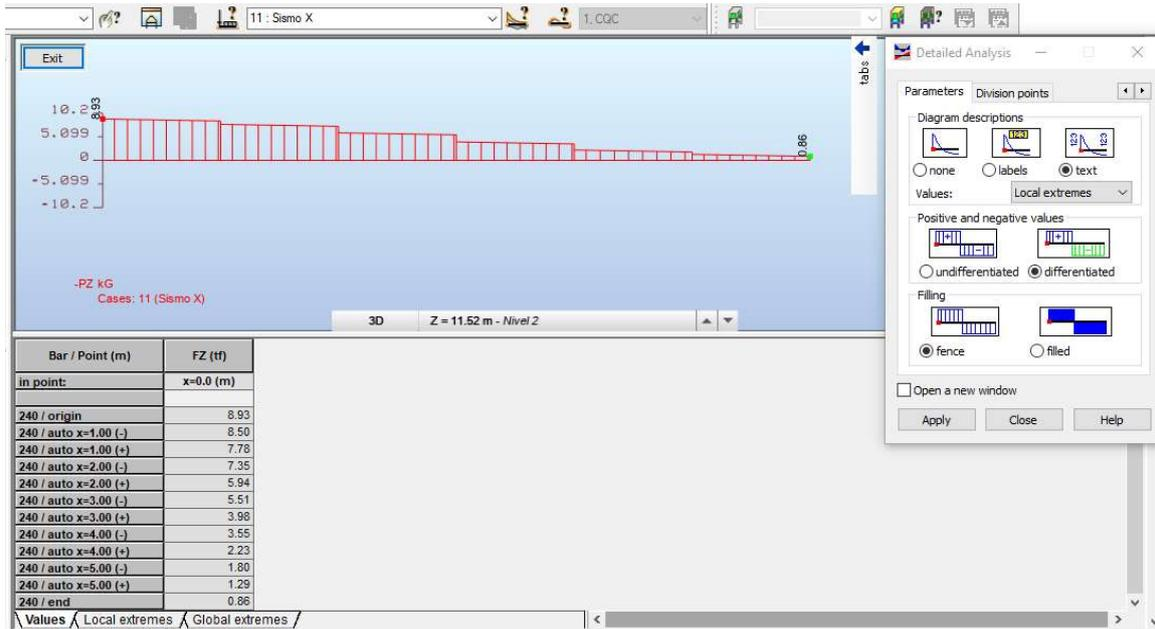 11 : Sismo X
1. CQC
Exit
tabs
10.2
8.93
5.099
0
-5.099
-10.2
0.86
-PZ kG
Cases: 11 (Sismo X)
3D Z = 11.52 m - Nivel 2
Detailed Analysis
Parameters Division points
Diagram descriptions
none labels text
Values: Local extremes
Positive and negative values
undifferentiated differentiated
Filling
fence filled
Open a new window
Apply Close Help
Bar / Point (m) FZ (tf)
in point: x=0.0 (m)
240 / origin 8.93
240 / auto x=1.00 (-) 8.50
240 / auto x=1.00 (+) 7.78
240 / auto x=2.00 (-) 7.35
240 / auto x=2.00 (+) 5.94
240 / auto x=3.00 (-) 5.51
240 / auto x=3.00 (+) 3.98
240 / auto x=4.00 (-) 3.55
240 / auto x=4.00 (+) 2.23
240 / auto x=5.00 (-) 1.80
240 / auto x=5.00 (+) 1.29
240 / end 0.86
Values Local extremes Global extremes